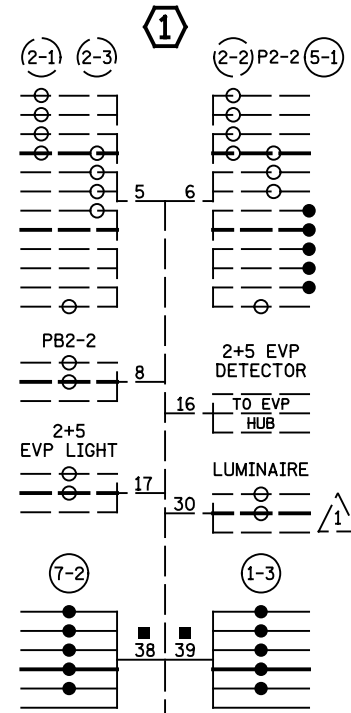 1
2-1 2-3 2-2 P2-2 5-1
5 6
PB2-2
8
2+5 EVP
DETECTOR
16 TO EVP
HUB
2+5
EVP LIGHT
17
LUMINAIRE
30
1
7-2 1-3
38 39